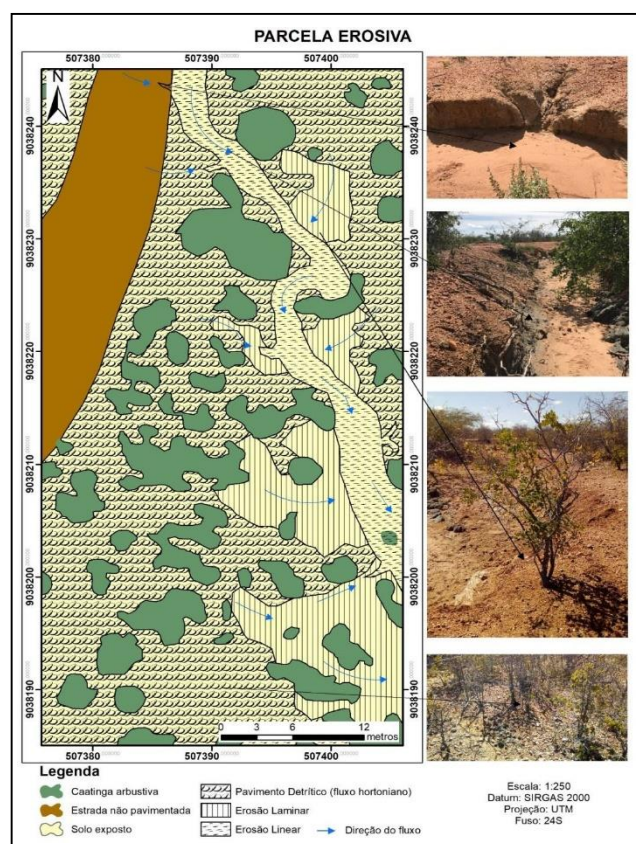 PARCELA EROSIVA
507380 507390 507400
N
9038240 9038240
9038230 9038230
9038220 9038220
9038210 9038210
9038200 9038200
9038190 9038190
0 3 6 12
metros
507380 507390 507400
Legenda
Caatinga arbustiva
Estrada não pavimentada
Solo exposto
Pavimento Detrítico (fluxo hortoniano)
Erosão Laminar
Erosão Linear
Direção do fluxo
Escala: 1:250
Datum: SIRGAS 2000
Projeção: UTM
Fuso: 24S